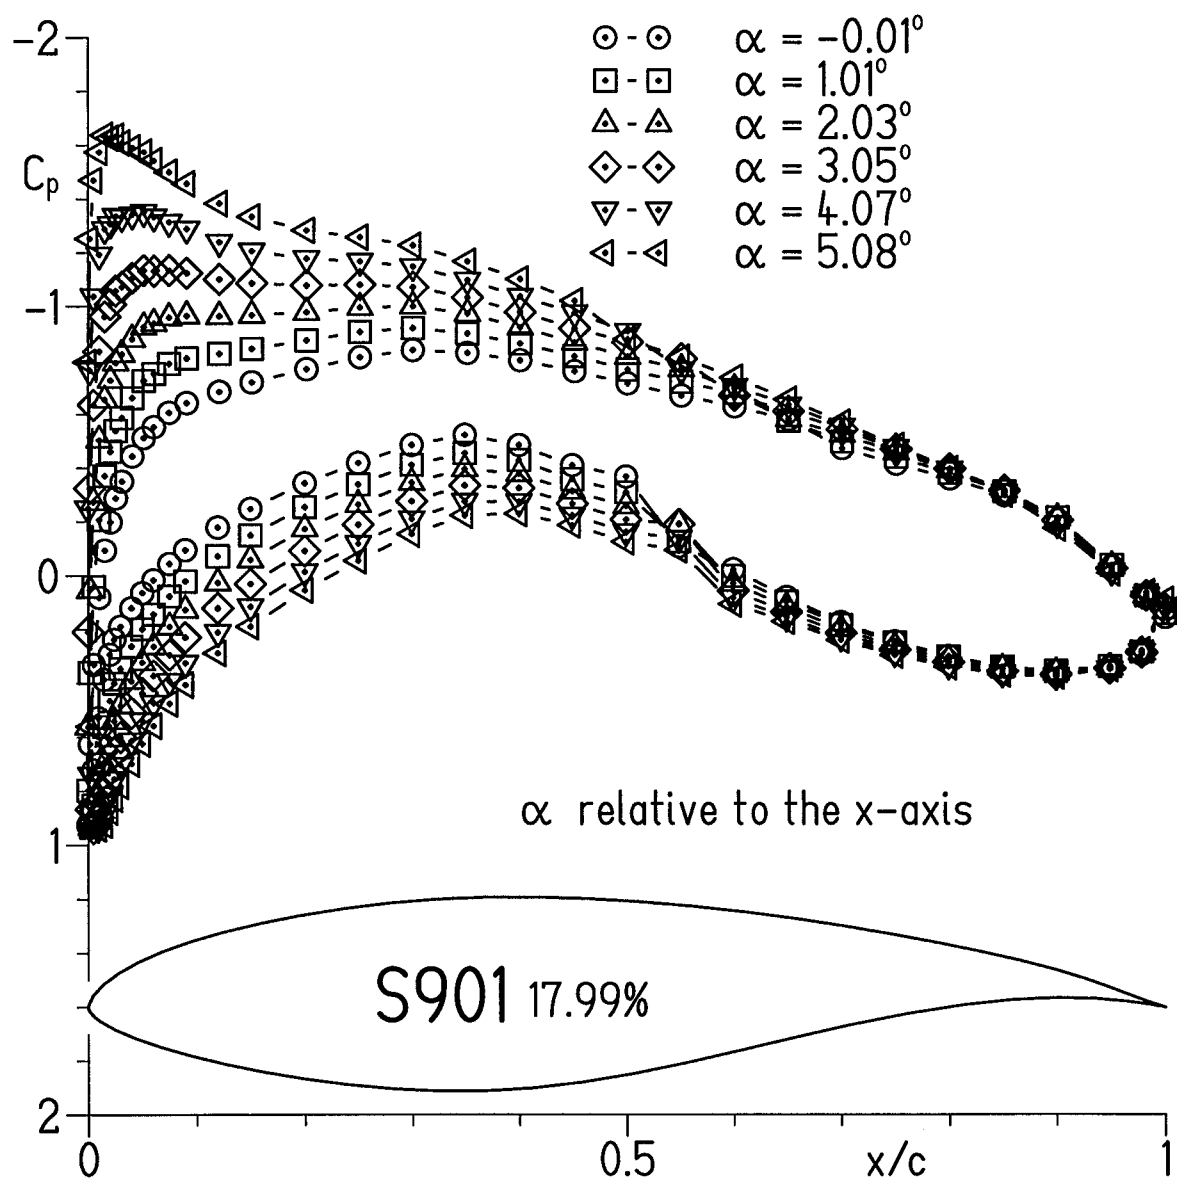 -2
α = -0.01°
α = 1.01°
α = 2.03°
Cp
α = 3.05°
α = 4.07°
α = 5.08°
-1
0
α relative to the x-axis
1
S901 17.99%
2
0 0.5 x/c 1